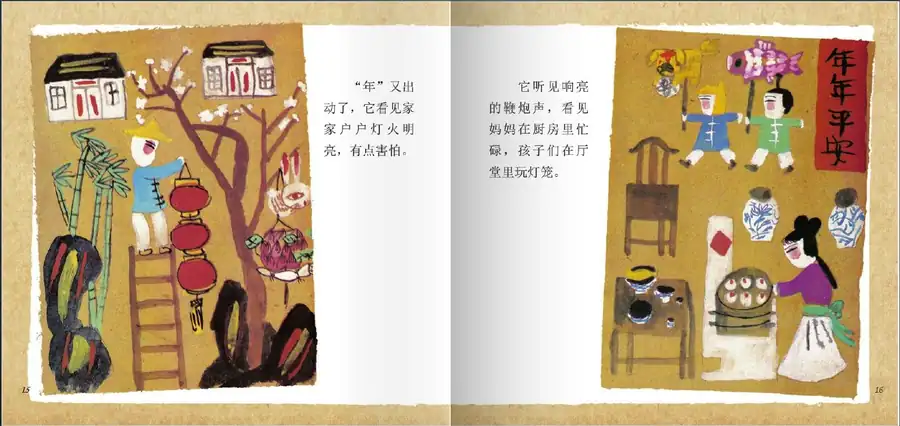 “年”又出
动了，它看见家
家户户灯火明
亮，有点害怕。
15
它听见响亮
的鞭炮声，看见
妈妈在厨房里忙
碌，孩子们在厅
堂里玩灯笼。
年年平安
16